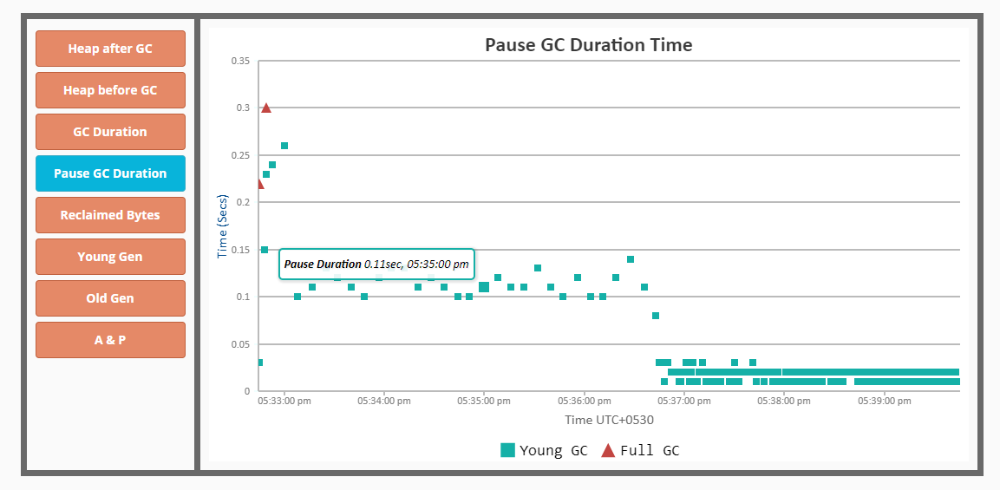 Heap after GC
Heap before GC
GC Duration
Pause GC Duration
Reclaimed Bytes
Young Gen
Old Gen
A & P
Pause GC Duration Time
0.35
0.3
0.25
0.2
0.15
0.1
0.05
0
Time (Secs)
Pause Duration 0.11sec, 05:35:00 pm
05:33:00 pm 05:34:00 pm 05:35:00 pm 05:36:00 pm 05:37:00 pm 05:38:00 pm 05:39:00 pm
Time UTC+0530
Young GC Full GC